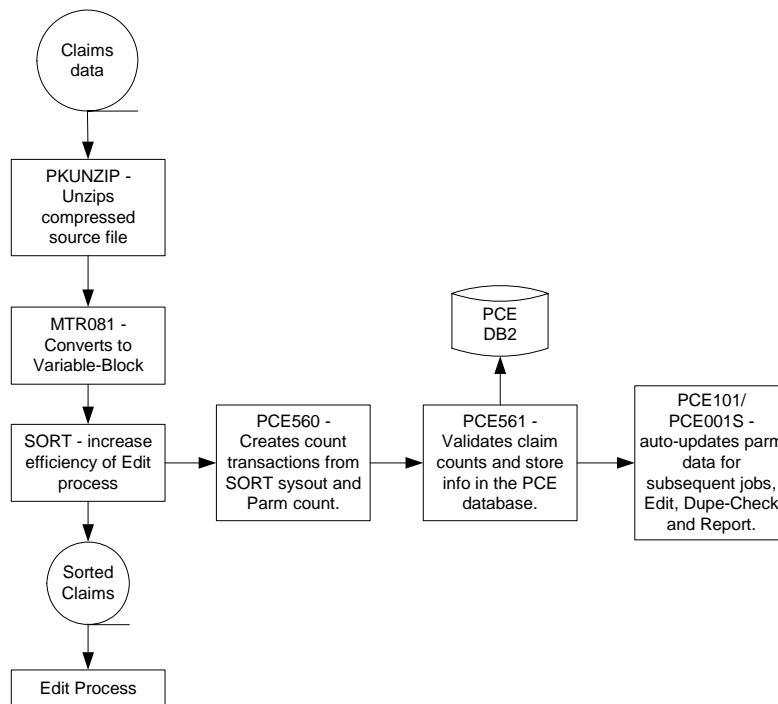 Claims
data
PKUNZIP -
Unzips
compressed
source file
MTR081 -
Converts to
Variable-Block
PCE
DB2
SORT - increase
efficiency of Edit
process
PCE560 -
Creates count
transactions from
SORT sysout and
Parm count.
PCE561 -
Validates claim
counts and store
info in the PCE
database.
PCE101/
PCE001S -
auto-updates parm
data for
subsequent jobs,
Edit, Dupe-Check
and Report.
Sorted
Claims
Edit Process